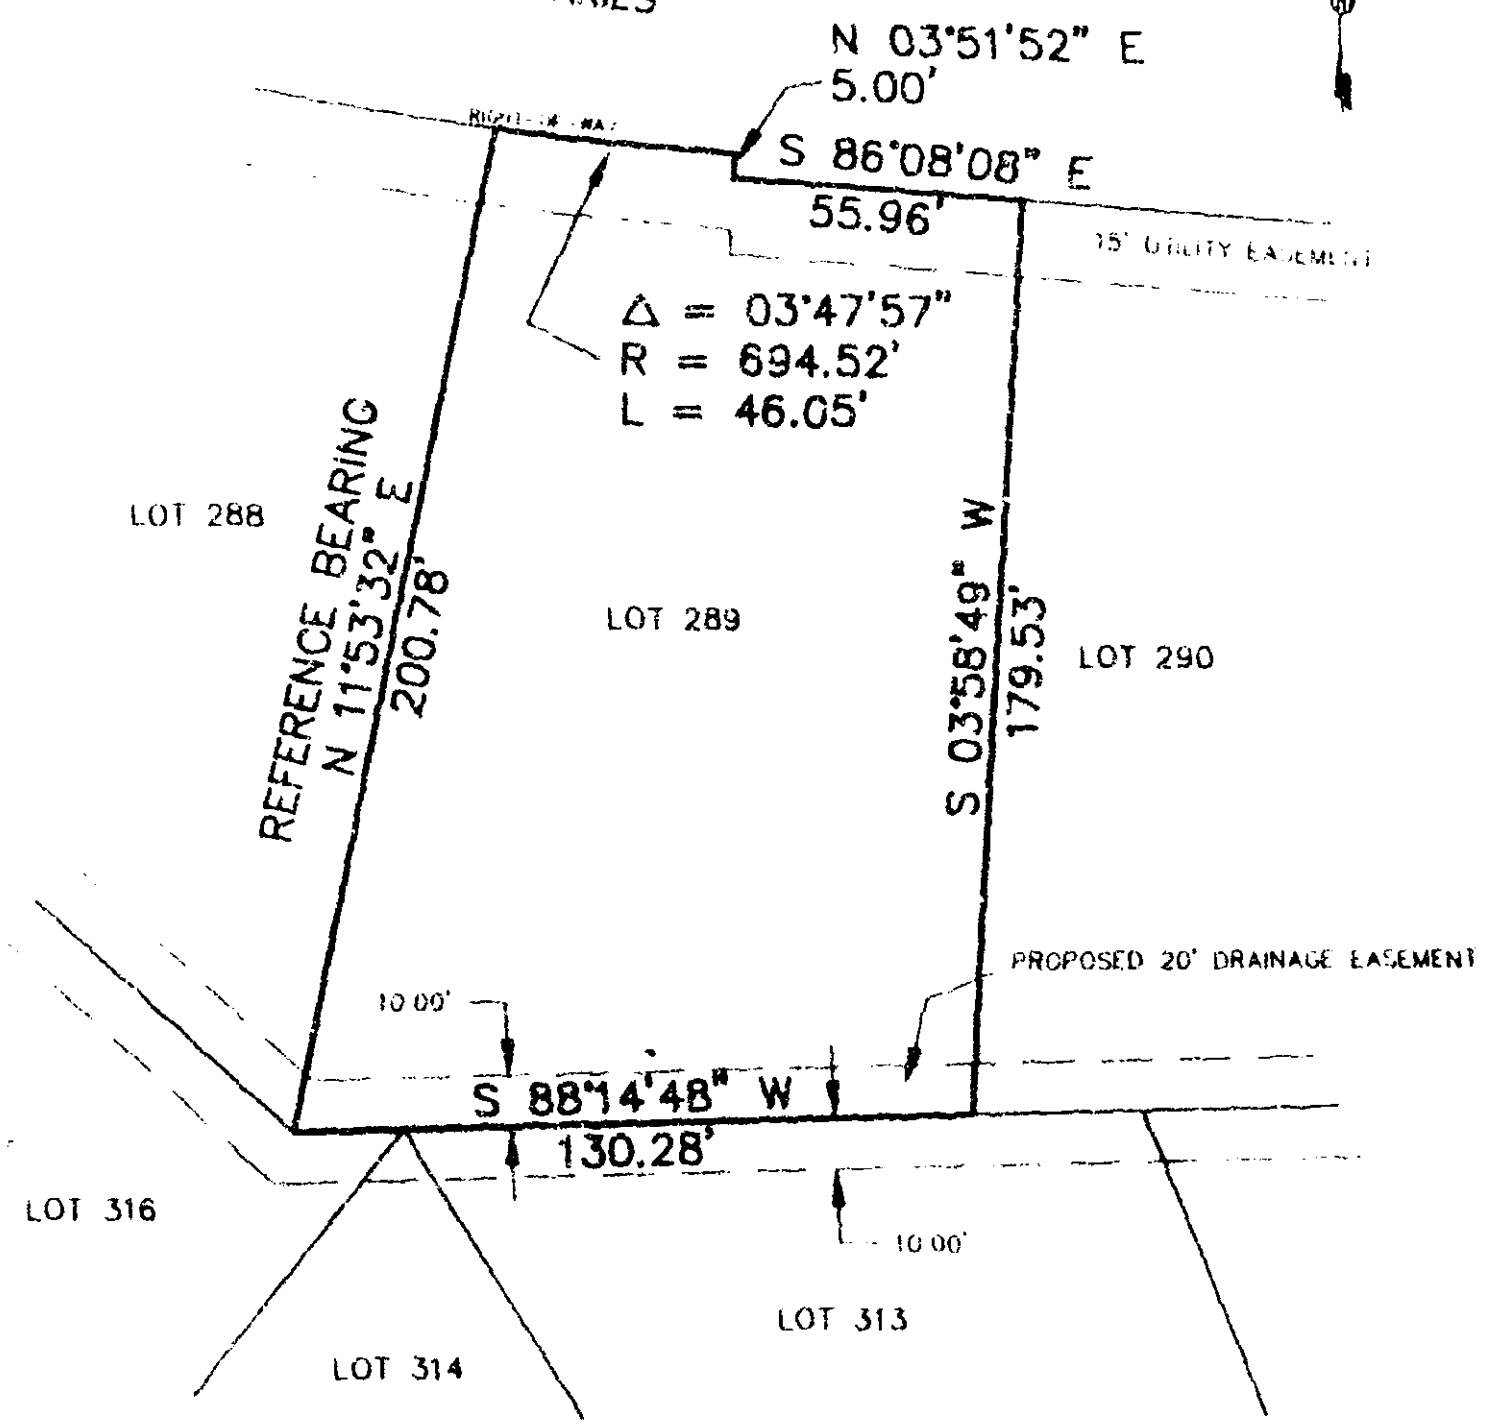 N 03°51'52" E
5.00'
RIGHT-OF-WAY
S 86°08'08" E
55.96'
15' UTILITY EASEMENT
Δ = 03°47'57"
R = 694.52'
L = 46.05'
REFERENCE BEARING
N 11°53'32" E
200.78'
LOT 288
LOT 289
S 03°58'49" W
179.53'
LOT 290
PROPOSED 20' DRAINAGE EASEMENT
10.00'
S 88°14'48" W
130.28'
LOT 316
10.00'
LOT 313
LOT 314